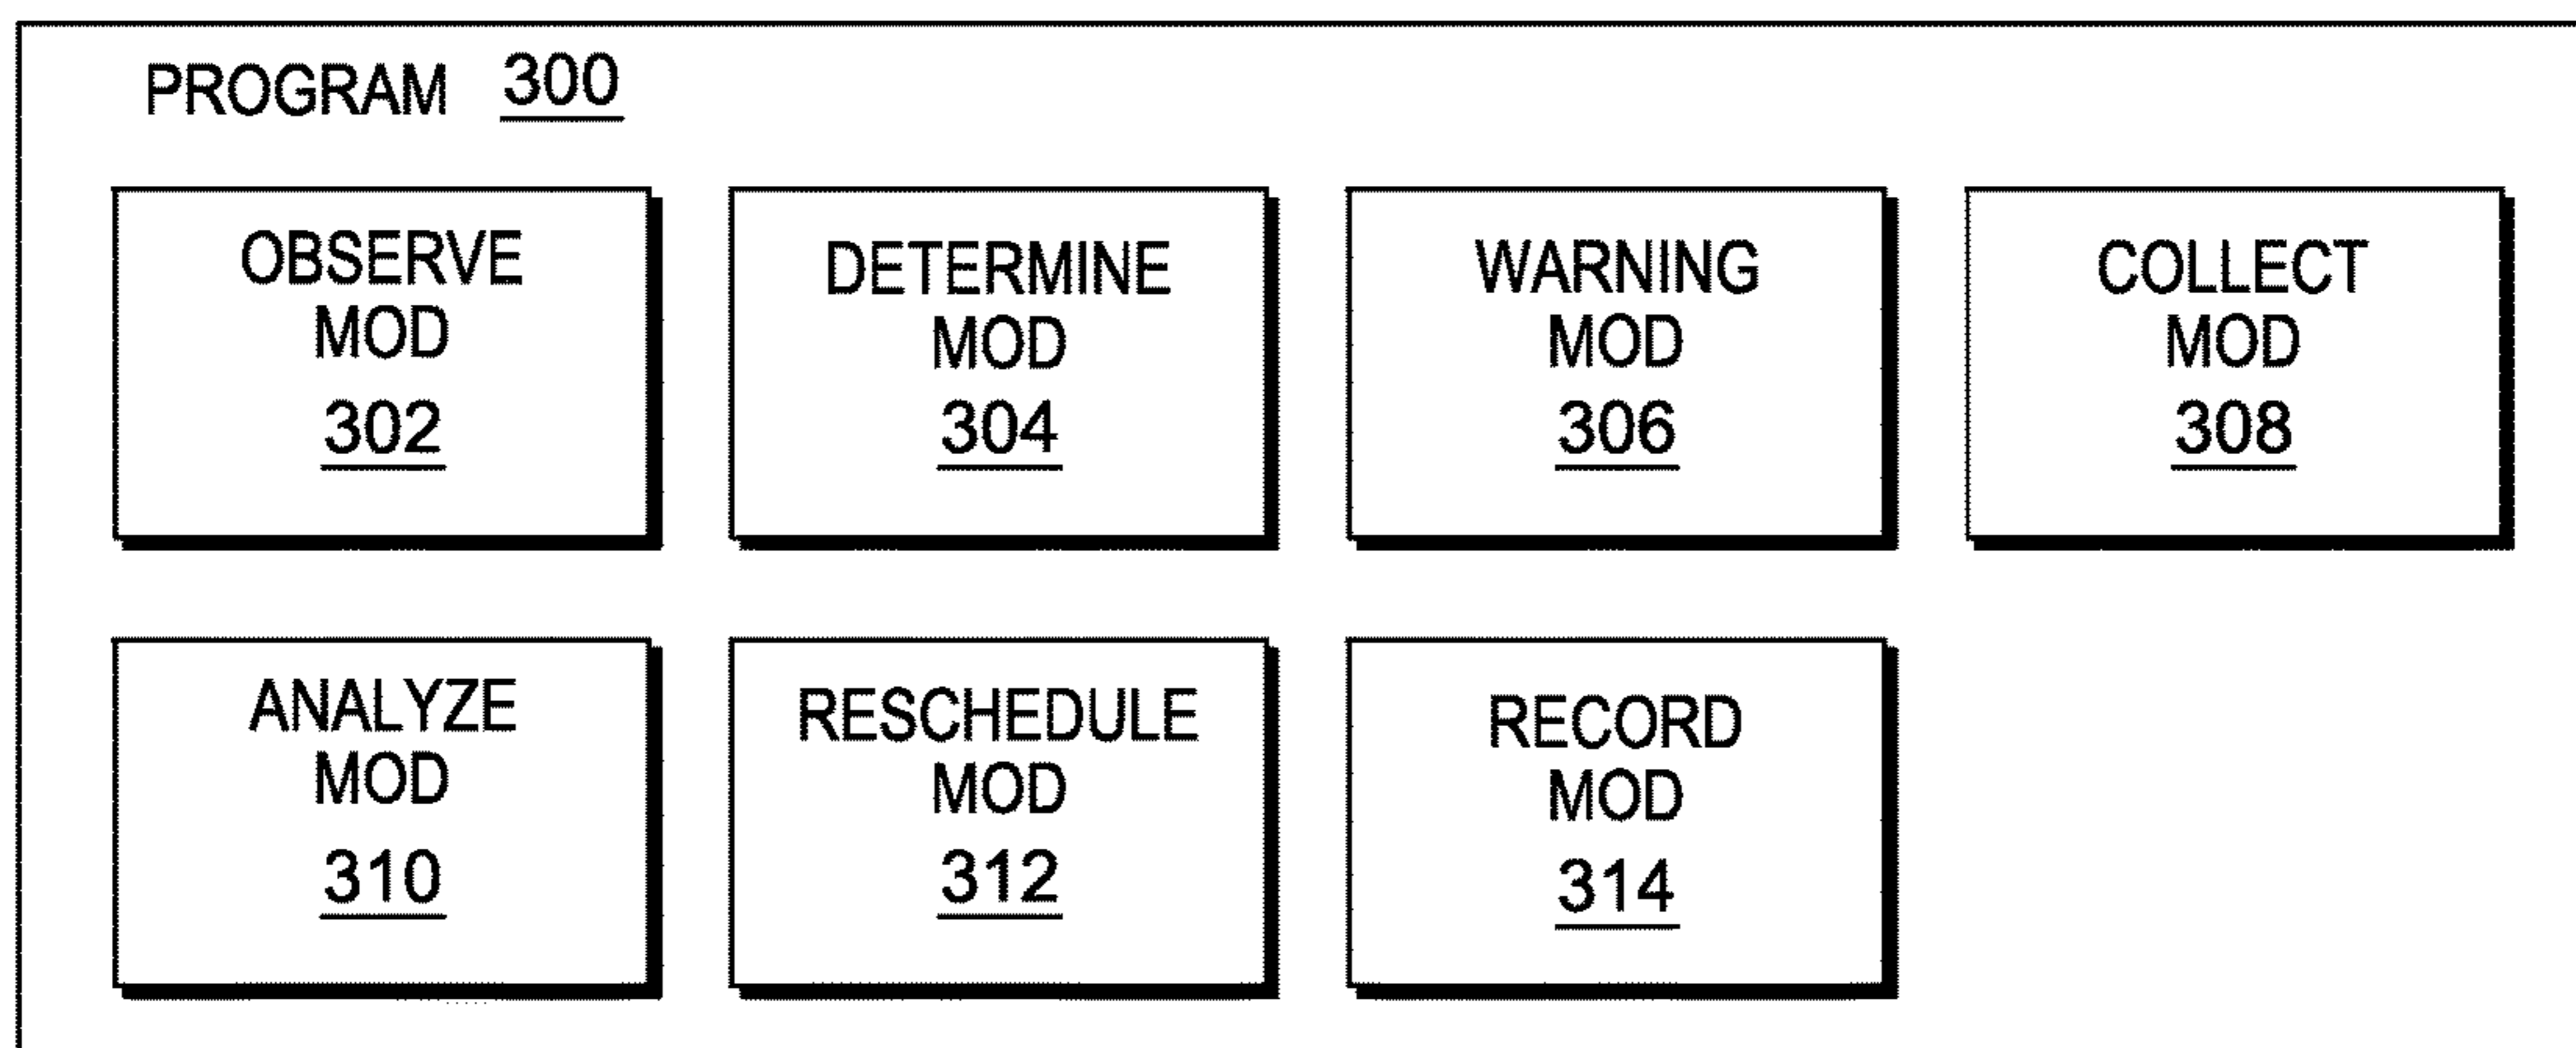 PROGRAM 300
OBSERVE
MOD
302
DETERMINE
MOD
304
WARNING
MOD
306
COLLECT
MOD
308
ANALYZE
MOD
310
RESCHEDULE
MOD
312
RECORD
MOD
314